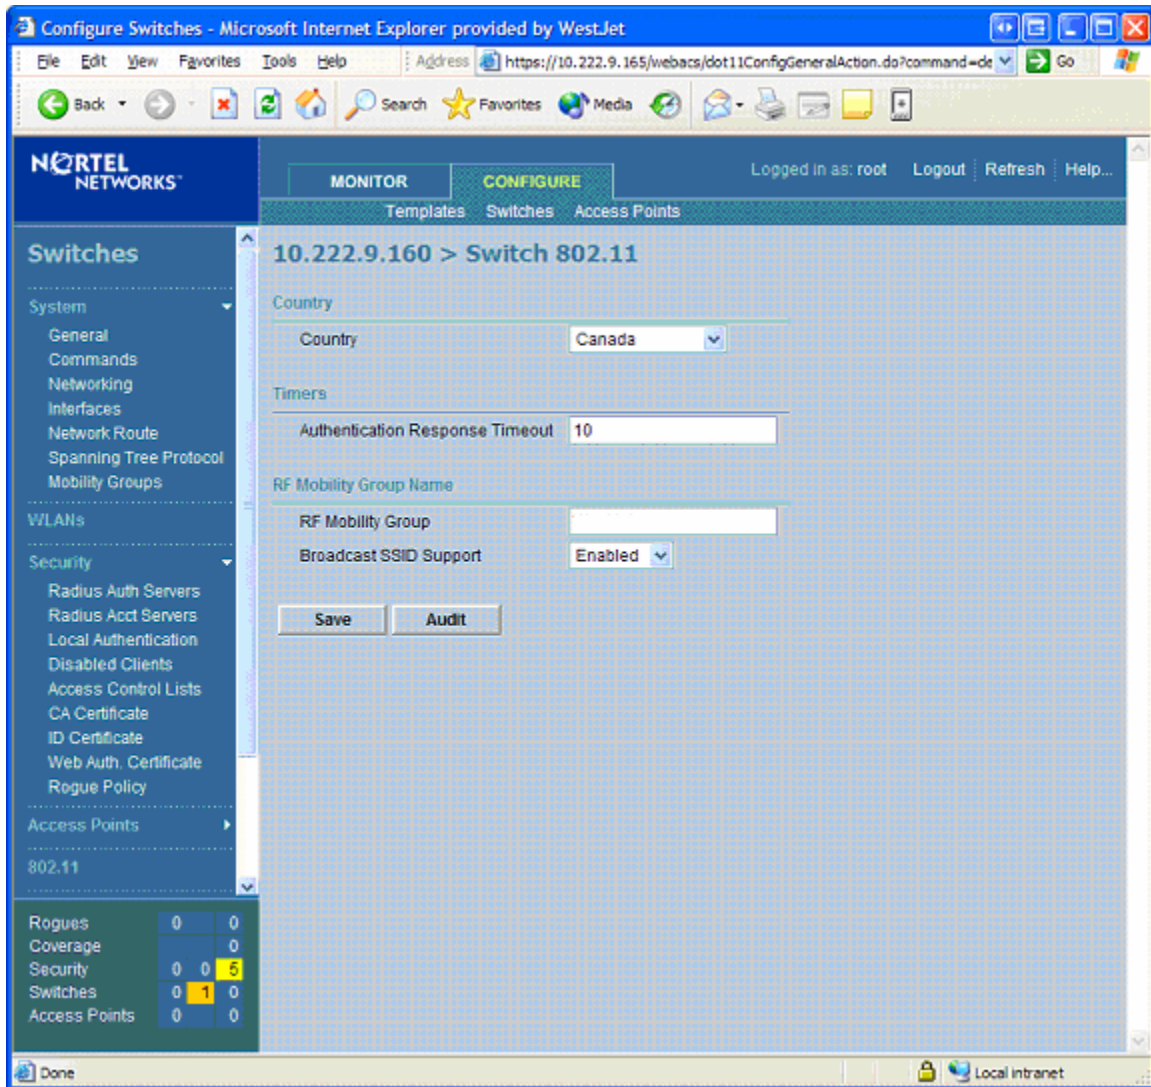 Configure Switches - Microsoft Internet Explorer provided by WestJet
File Edit View Favorites Tools Help Address https://10.222.9.165/webacs/dot11ConfigGeneralAction.do?command=de Go
Back Search Favorites Media
NORTEL
NETWORKS™
MONITOR CONFIGURE Logged in as: root Logout Refresh Help...
Templates Switches Access Points
Switches
System
General
Commands
Networking
Interfaces
Network Route
Spanning Tree Protocol
Mobility Groups
WLANs
Security
Radius Auth Servers
Radius Acct Servers
Local Authentication
Disabled Clients
Access Control Lists
CA Certificate
ID Certificate
Web Auth. Certificate
Rogue Policy
Access Points
802.11
Rogues 0 0
Coverage 0
Security 0 0 5
Switches 0 1 0
Access Points 0 0
10.222.9.160 > Switch 802.11
Country
Country Canada
Timers
Authentication Response Timeout 10
RF Mobility Group Name
RF Mobility Group
Broadcast SSID Support Enabled
Save Audit
Done Local intranet